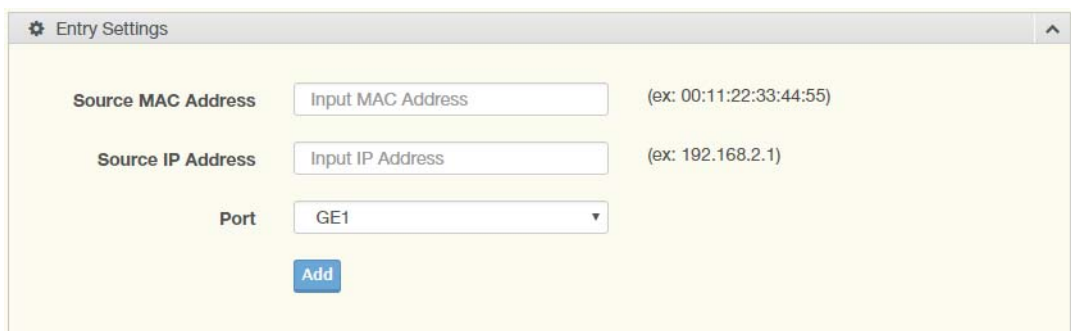 Entry Settings
Source MAC Address Input MAC Address (ex: 00:11:22:33:44:55)
Source IP Address Input IP Address (ex: 192.168.2.1)
Port GE1
Add